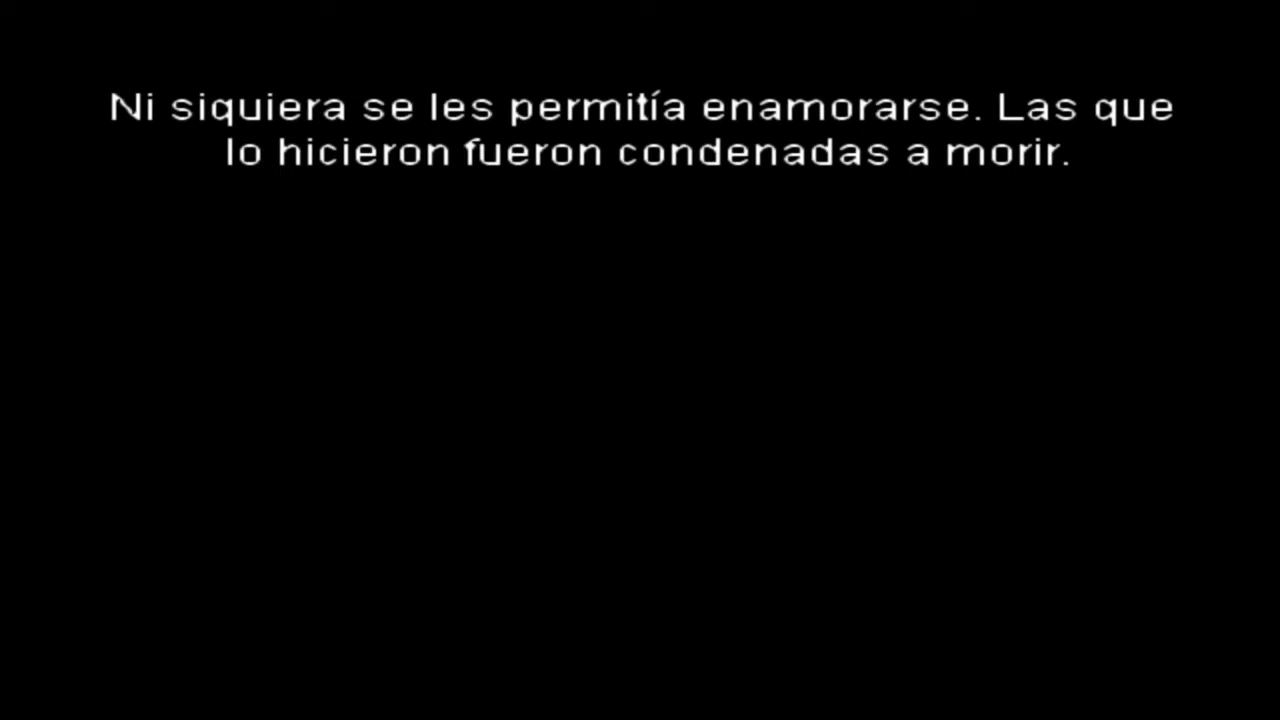 Ni siquiera se les permitía enamorarse. Las que
lo hicieron fueron condenadas a morir.